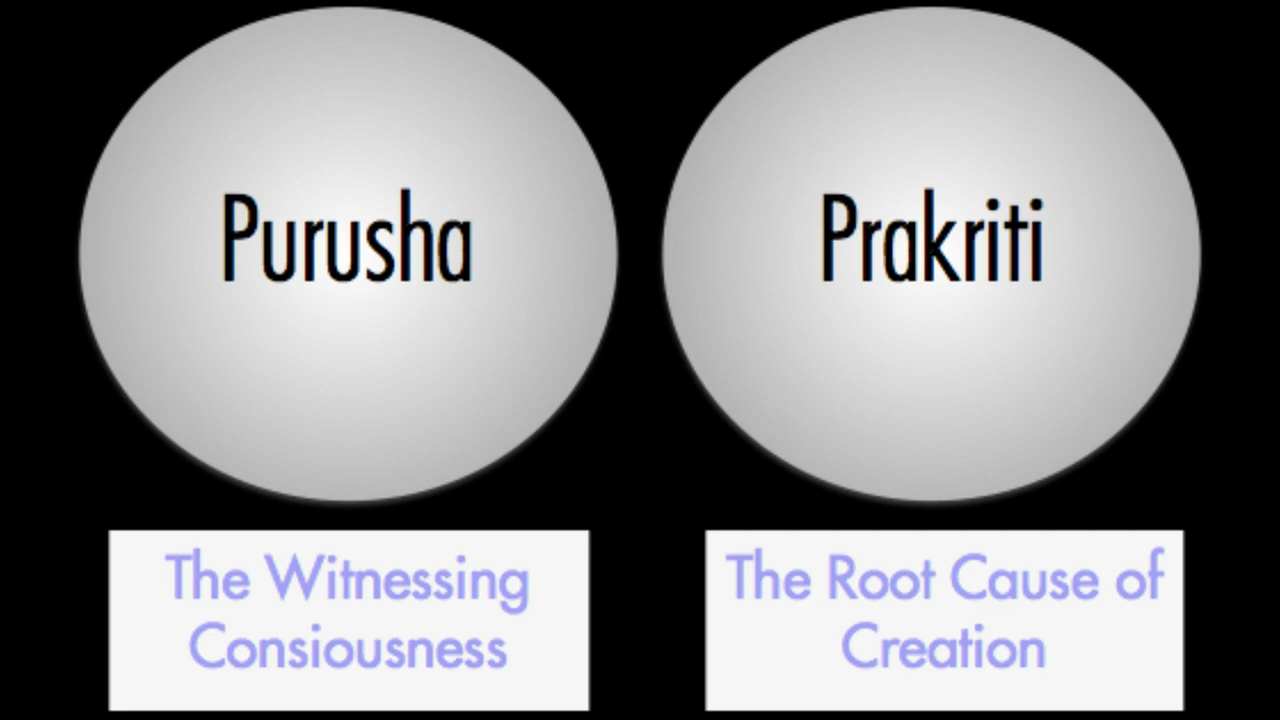 Purusha
Prakriti
The Witnessing
Consiousness
The Root Cause of
Creation